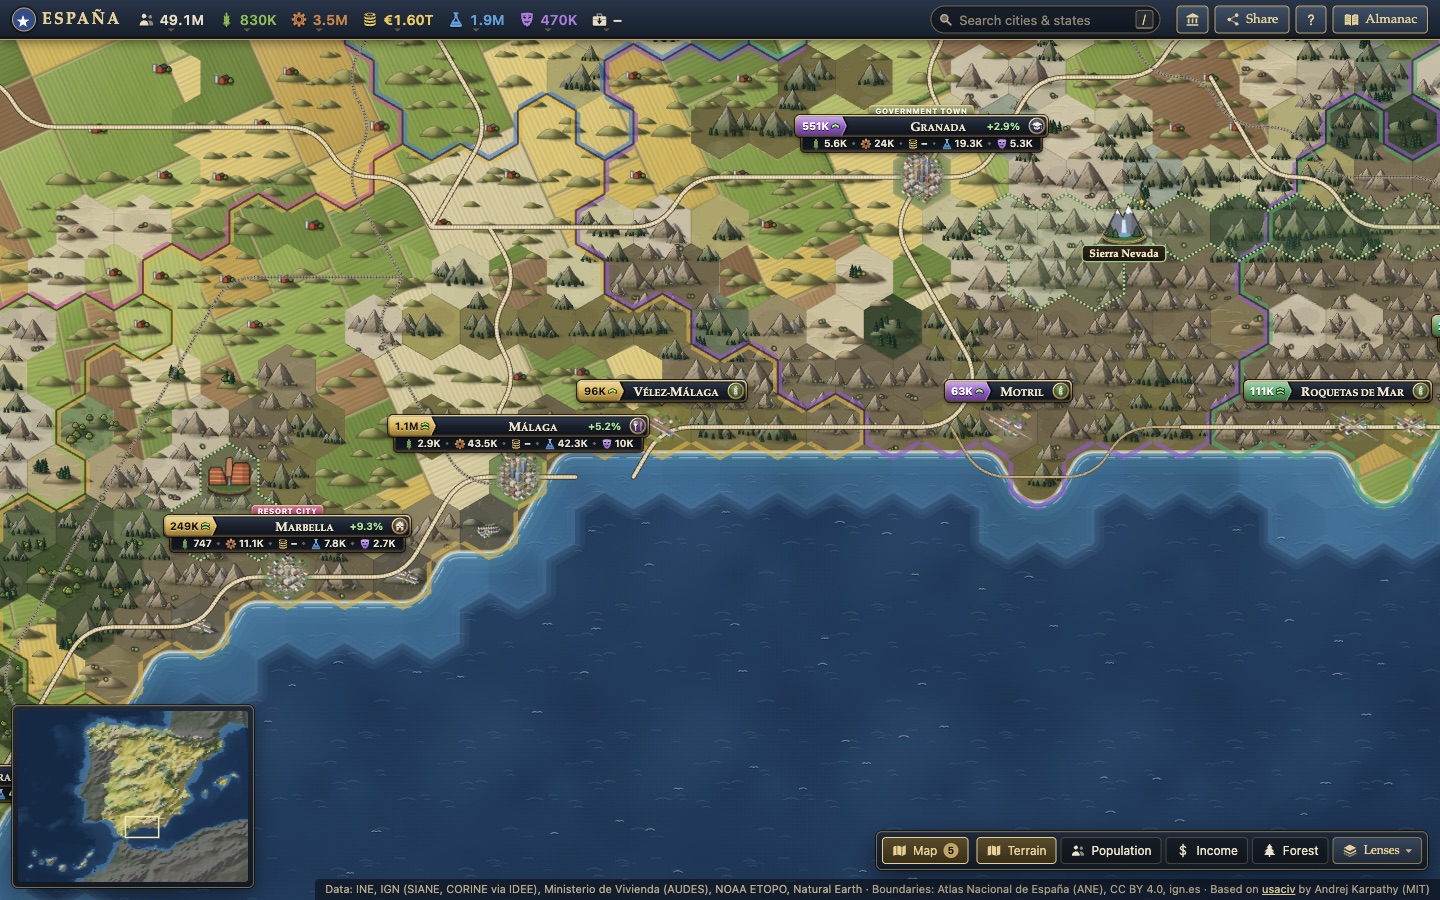 ESPAÑA 49.1M 830K 3.5M €1.60T 1.9M 470K – Search cities & states / Share ? Almanac
GOVERNMENT TOWN
551K GRANADA +2.9%
5.6K • 24K • – • 19.3K • 5.3K
Sierra Nevada
96K VÉLEZ-MÁLAGA
63K MOTRIL
111K ROQUETAS DE MAR
1.1M MÁLAGA +5.2%
2.9K • 43.5K • – • 42.3K • 10K
RESORT CITY
249K MARBELLA +9.3%
747 • 11.1K • – • 7.8K • 2.7K
Map 5 Terrain Population Income Forest Lenses
Data: INE, IGN (SIANE, CORINE via IDEE), Ministerio de Vivienda (AUDES), NOAA ETOPO, Natural Earth · Boundaries: Atlas Nacional de España (ANE), CC BY 4.0, ign.es · Based on usaciv by Andrej Karpathy (MIT)